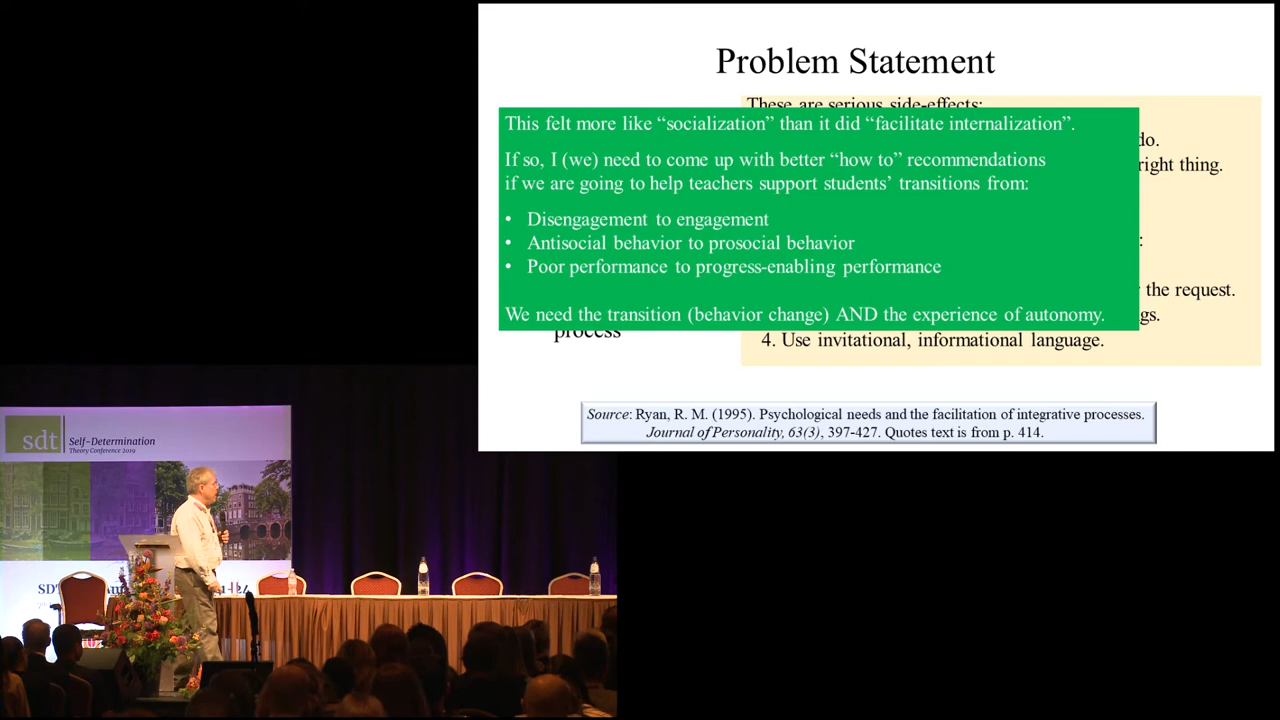 Problem Statement
These are serious side-effects:
This felt more like “socialization” than it did “facilitate internalization”.
do.
If so, I (we) need to come up with better “how to” recommendations
right thing.
if we are going to help teachers support students’ transitions from:
• Disengagement to engagement
• Antisocial behavior to prosocial behavior
• Poor performance to progress-enabling performance
the request.
We need the transition (behavior change) AND the experience of autonomy.
gs.
process
4. Use invitational, informational language.
Source: Ryan, R. M. (1995). Psychological needs and the facilitation of integrative processes.
Journal of Personality, 63(3), 397-427. Quotes text is from p. 414.
sdt
Self-Determination
Theory Conference 2019